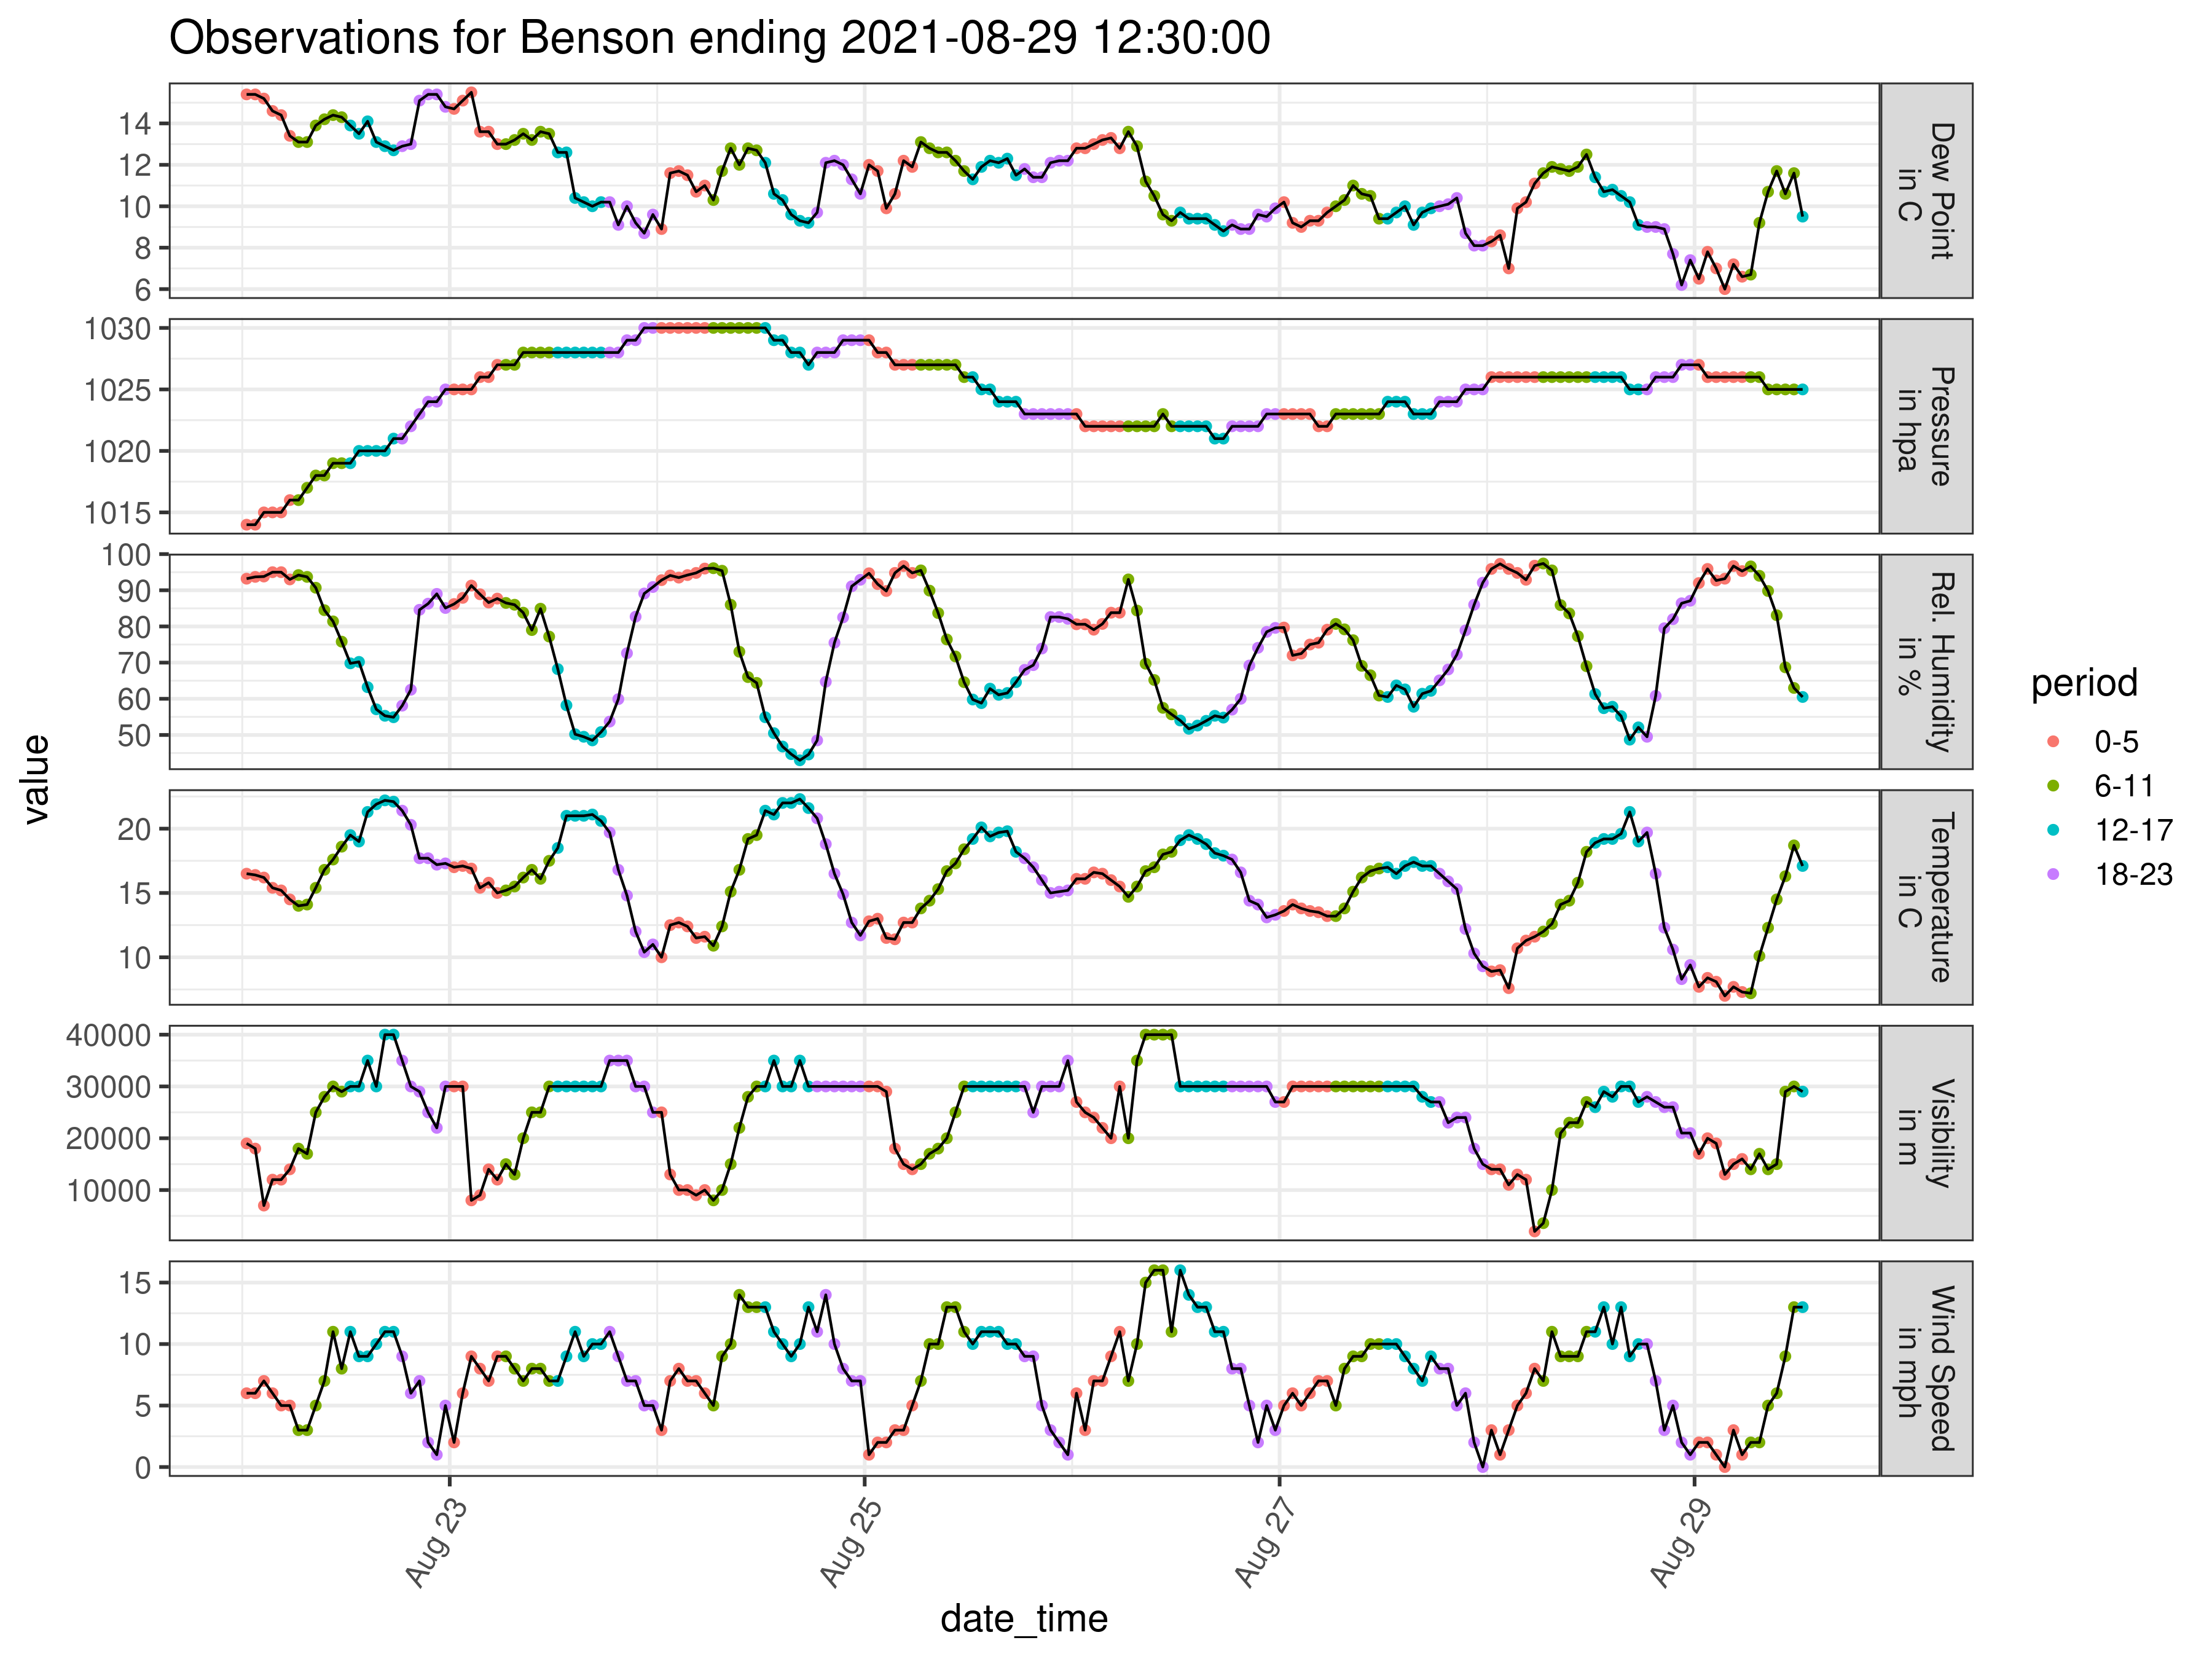 Observations for Benson ending 2021-08-29 12:30:00
14
12
10
8
6
Dew Point
in C
1030
1025
1020
1015
Pressure
in hpa
100
90
80
70
60
50
Rel. Humidity
in %
20
15
10
Temperature
in C
40000
30000
20000
10000
Visibility
in m
15
10
5
0
Wind Speed
in mph
value
Aug 23
Aug 25
Aug 27
Aug 29
date_time
period
0-5
6-11
12-17
18-23